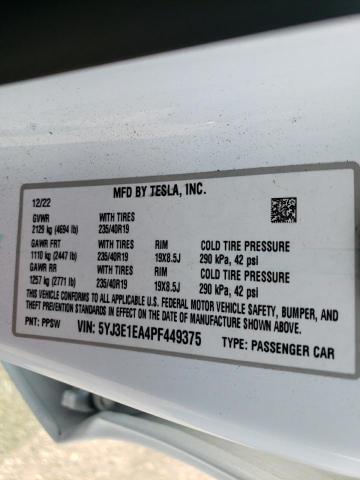 MFD BY TESLA, INC.
12/22
GVWR WITH TIRES
2129 kg (4694 lb) 235/40R19
GAWR FRT WITH TIRES RIM COLD TIRE PRESSURE
1110 kg (2447 lb) 235/40R19 19X8.5J 290 kPa, 42 psi
GAWR RR WITH TIRES RIM COLD TIRE PRESSURE
1257 kg (2771 lb) 235/40R19 19X8.5J 290 kPa, 42 psi
THIS VEHICLE CONFORMS TO ALL APPLICABLE U.S. FEDERAL MOTOR VEHICLE SAFETY, BUMPER, AND
THEFT PREVENTION STANDARDS IN EFFECT ON THE DATE OF MANUFACTURE SHOWN ABOVE.
PNT: PPSW VIN: 5YJ3E1EA4PF449375 TYPE: PASSENGER CAR